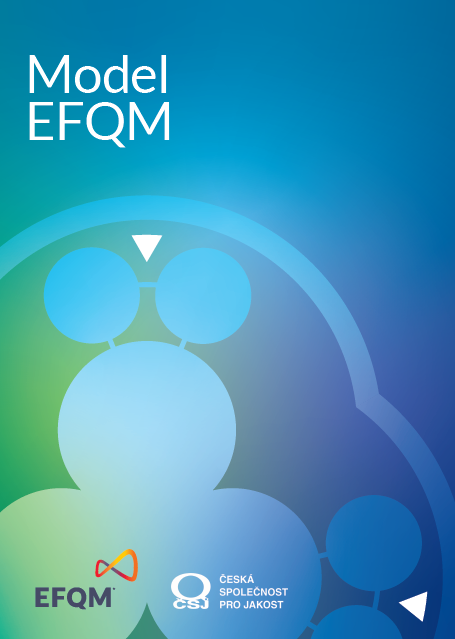 Model
EFQM
EFQM
CSJ
ČESKÁ
SPOLEČNOST
PRO JAKOST